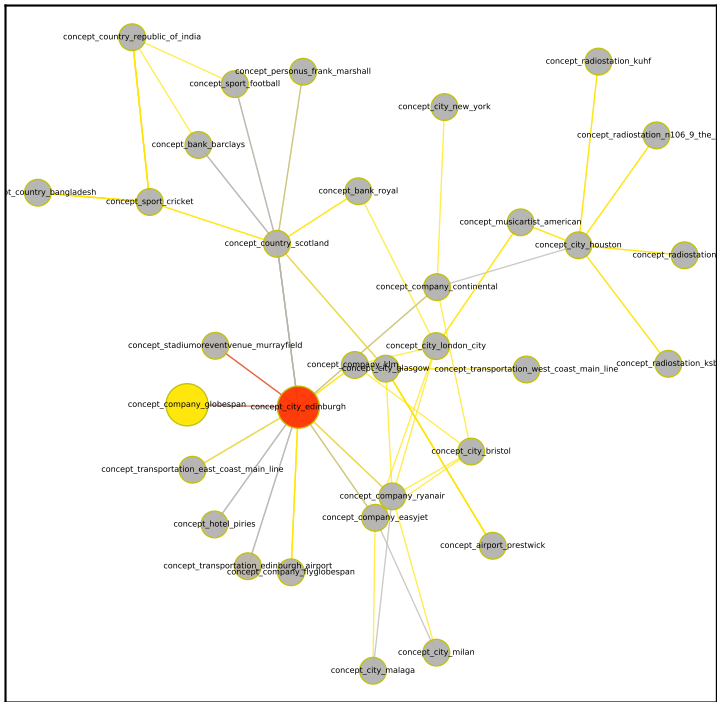 concept_country_republic_of_india
concept_radiostation_kuhf
concept_personus_frank_marshall
concept_sport_football
concept_city_new_york
concept_radiostation_n106_9_the_
concept_bank_barclays
pt_country_bangladesh
concept_sport_cricket
concept_bank_royal
concept_musicartist_american
concept_country_scotland
concept_city_houston
concept_radiostation
concept_company_continental
concept_stadiumoreventvenue_murrayfield
concept_city_london_city
concept_company_klm
concept_city_glasgow
concept_transportation_west_coast_main_line
concept_radiostation_ksb
concept_company_globespan
concept_city_edinburgh
concept_city_bristol
concept_transportation_east_coast_main_line
concept_company_ryanair
concept_company_easyjet
concept_hotel_piries
concept_airport_prestwick
concept_transportation_edinburgh_airport
concept_company_flyglobespan
concept_city_milan
concept_city_malaga